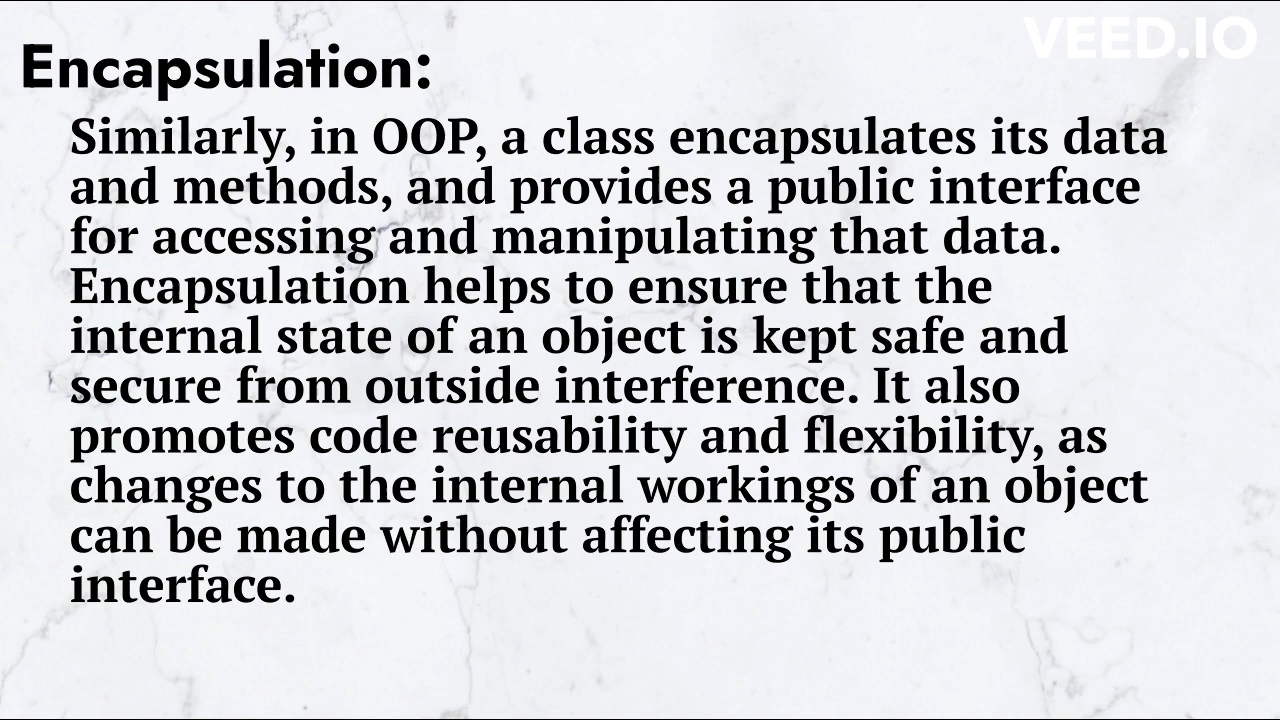 VEED.IO
Encapsulation:
Similarly, in OOP, a class encapsulates its data
and methods, and provides a public interface
for accessing and manipulating that data.
Encapsulation helps to ensure that the
internal state of an object is kept safe and
secure from outside interference. It also
promotes code reusability and flexibility, as
changes to the internal workings of an object
can be made without affecting its public
interface.